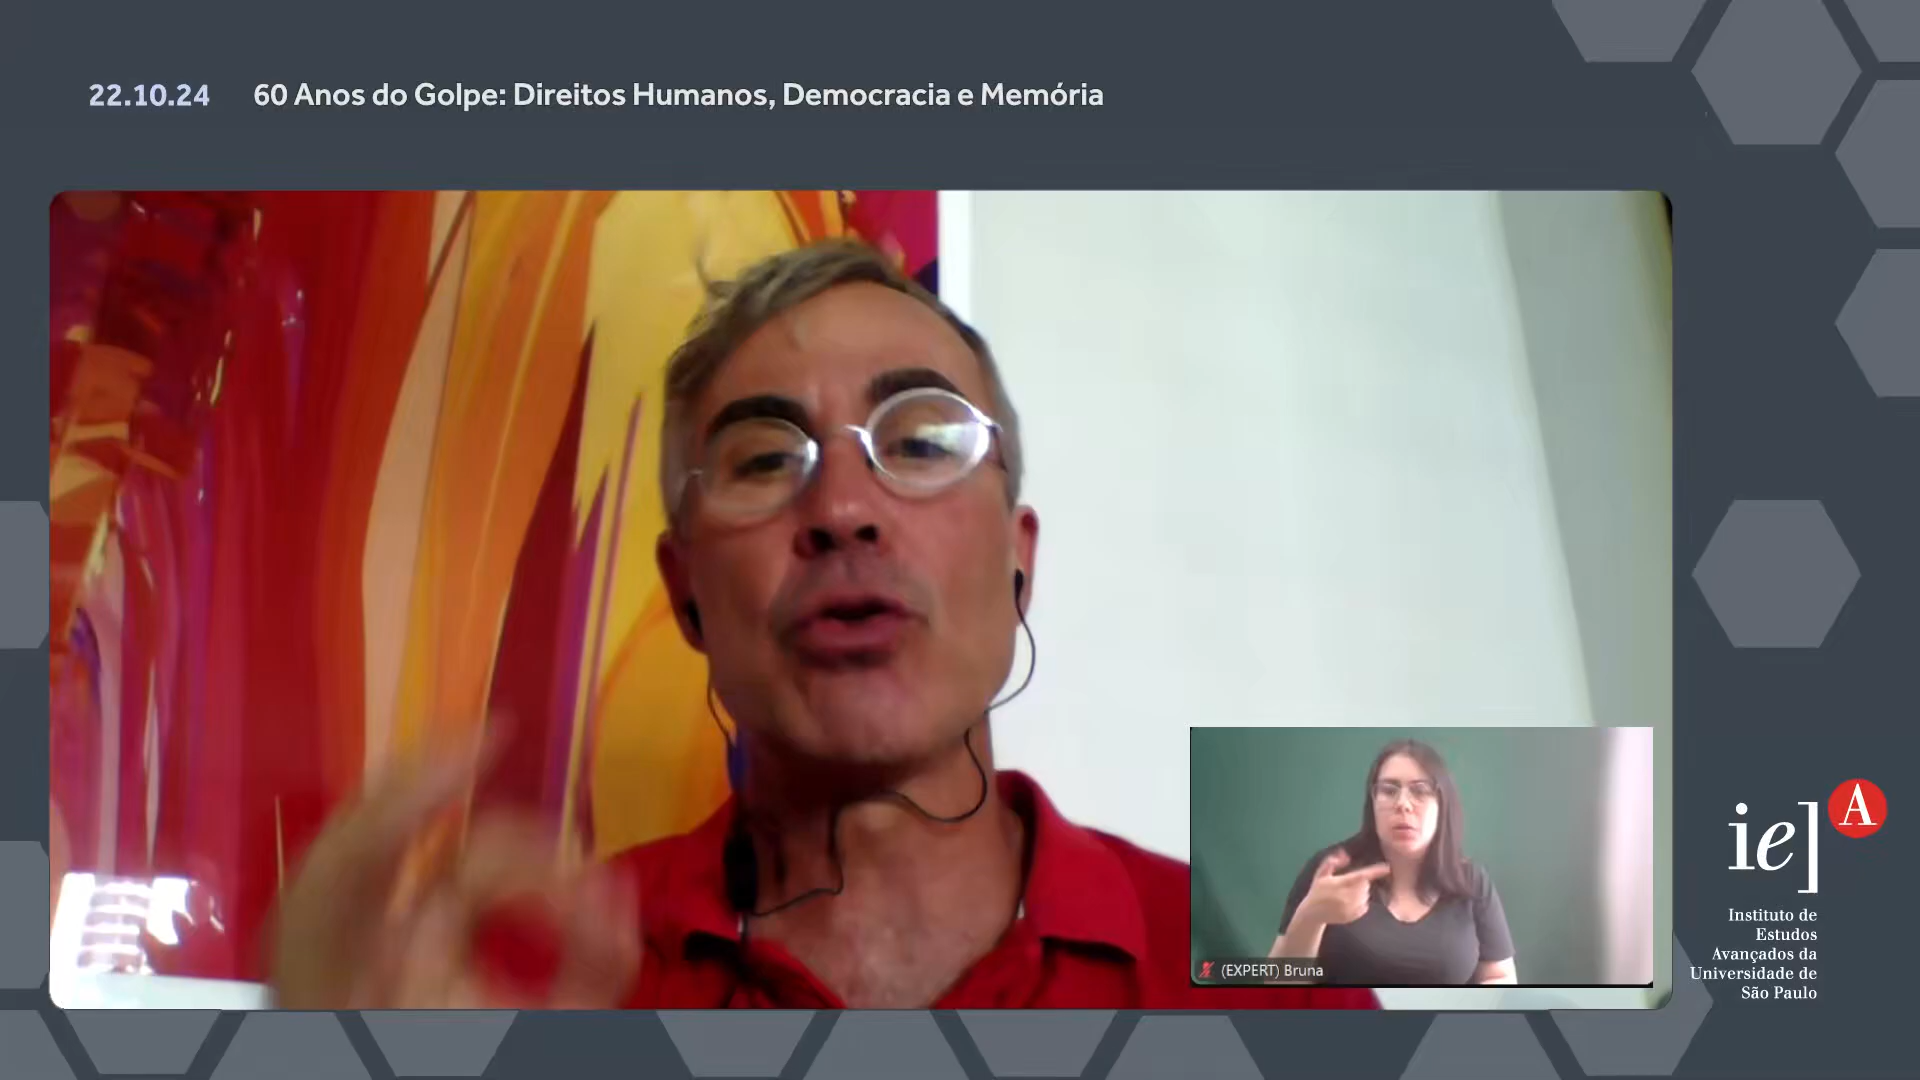 22.10.24 60 Anos do Golpe: Direitos Humanos, Democracia e Memória
(EXPERT) Bruna
ie] A
Instituto de
Estudos
Avançados da
Universidade de
São Paulo